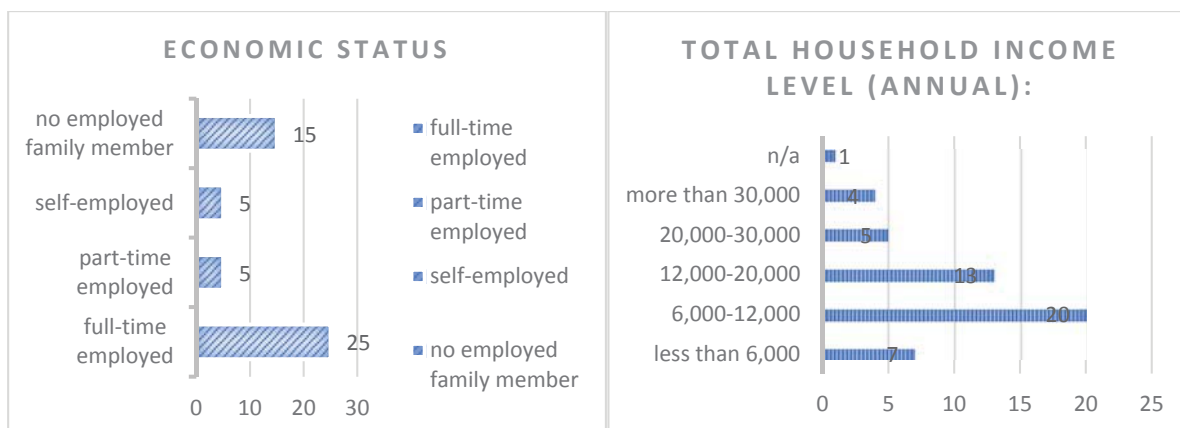 ECONOMIC STATUS
no employed
family member
15
self-employed
5
part-time
employed
5
full-time
employed
25
0 10 20 30
full-time
employed
part-time
employed
self-employed
no employed
family member
TOTAL HOUSEHOLD INCOME
LEVEL (ANNUAL):
n/a 1
more than 30,000 4
20,000-30,000 5
12,000-20,000 13
6,000-12,000 20
less than 6,000 7
0 5 10 15 20 25